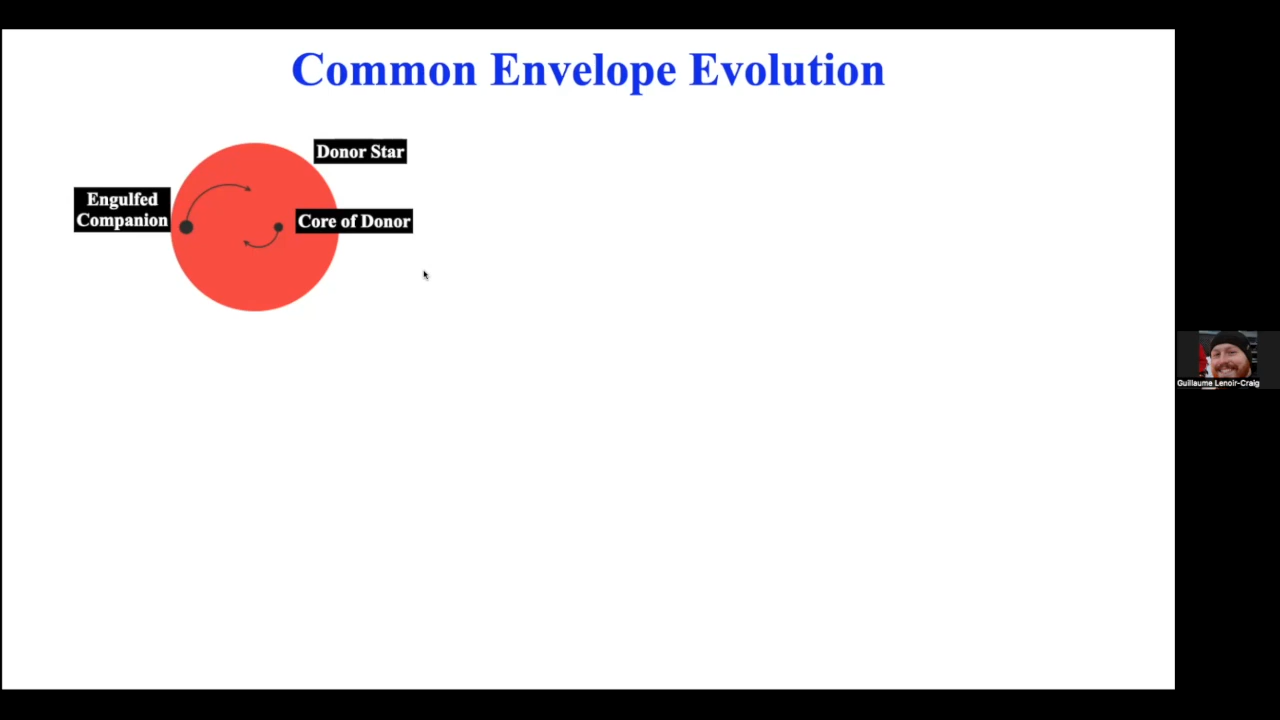 Common Envelope Evolution
Donor Star
Engulfed
Companion
Core of Donor
Guillaume Lenoir-Craig